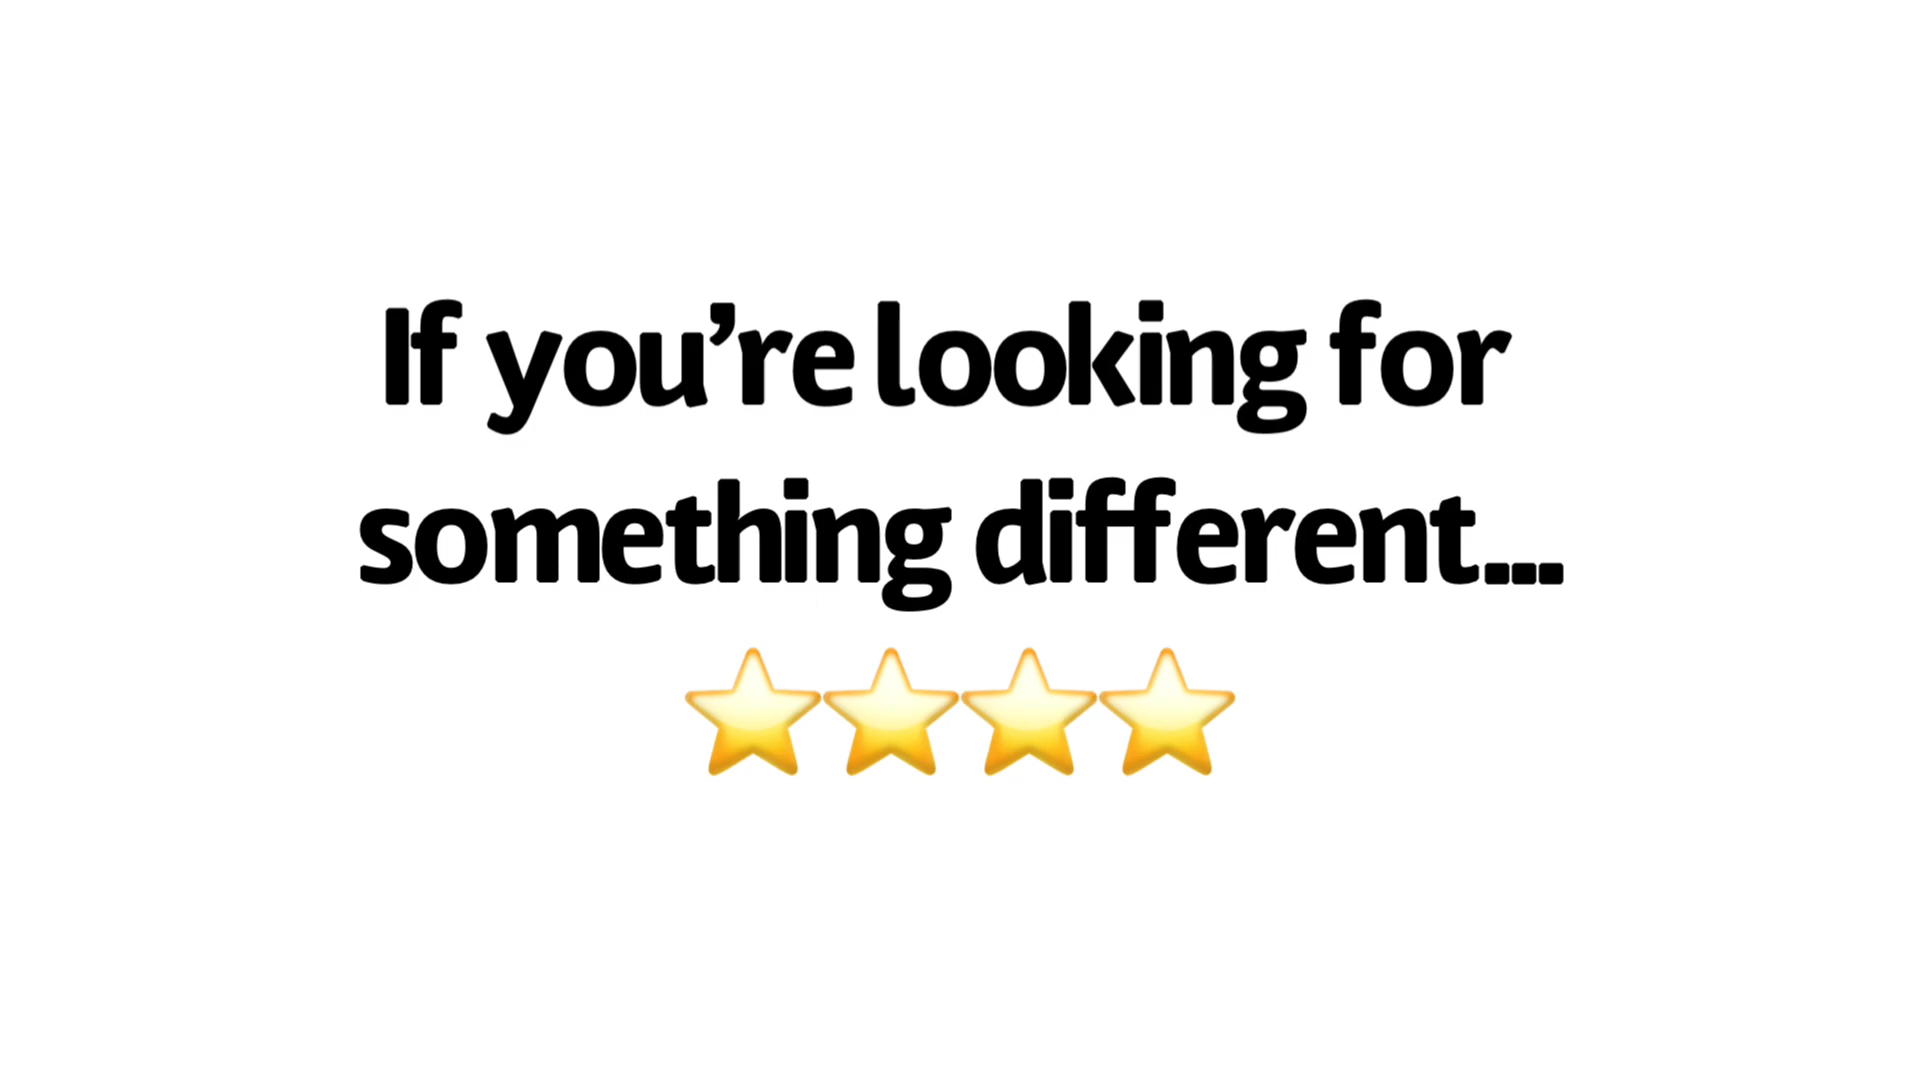 If you’re looking for
something different...
⭐⭐⭐⭐